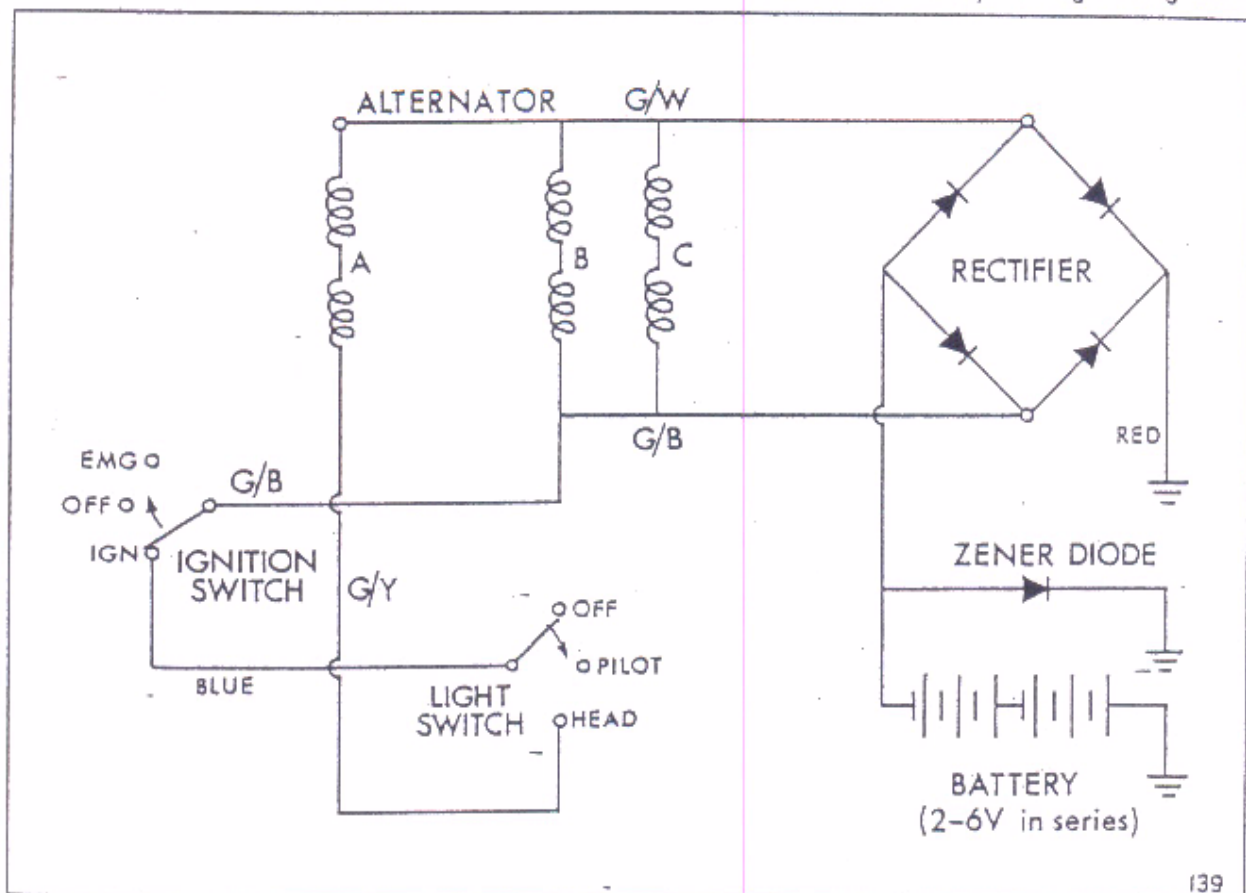 ALTERNATOR
G/W
A
B
C
RECTIFIER
G/B
RED
EMG
OFF
IGN
G/B
IGNITION
SWITCH
G/Y
ZENER DIODE
OFF
PILOT
BLUE
LIGHT
SWITCH
HEAD
BATTERY
(2-6V in series)
139